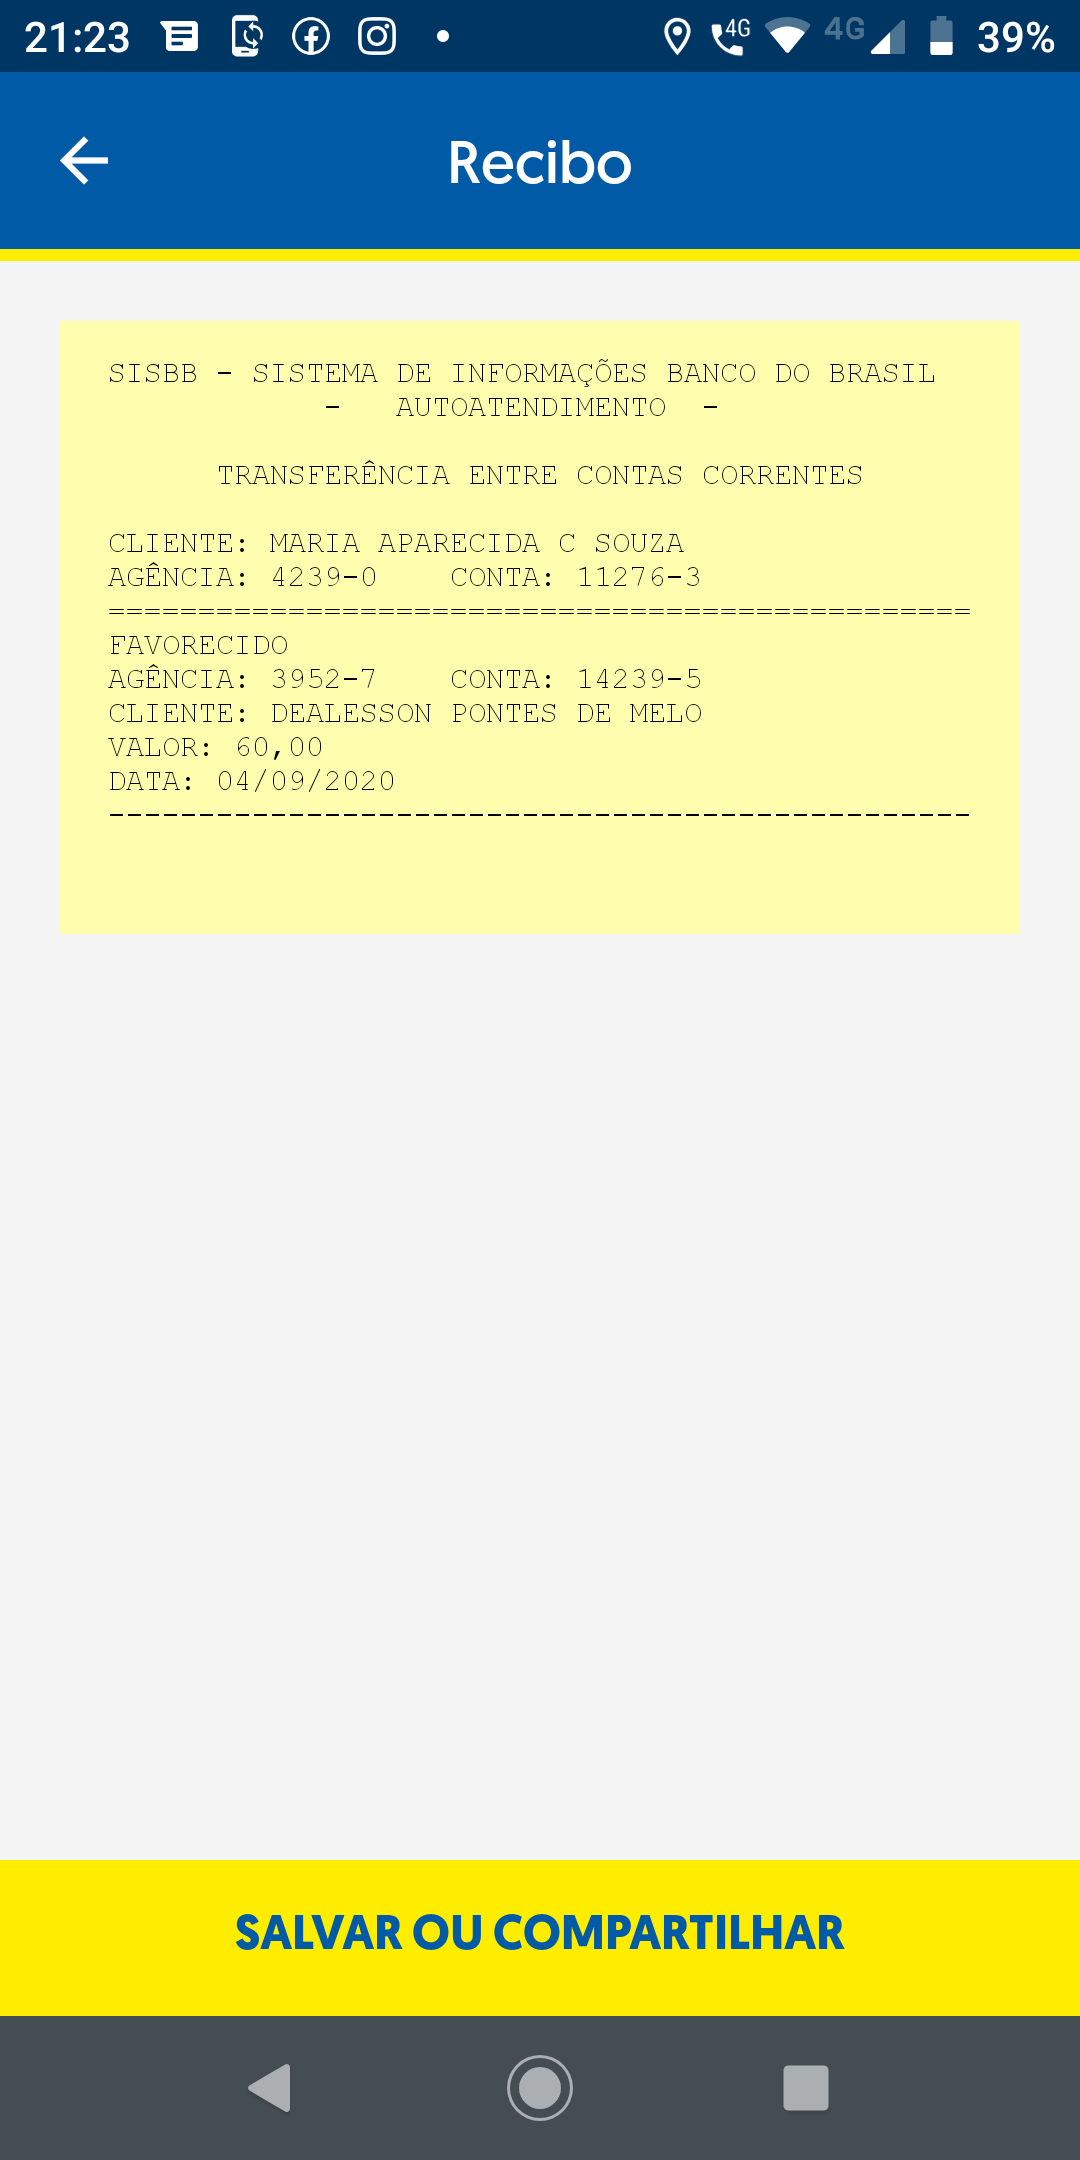 21:23 4G 4G 39%
Recibo
SISBB - SISTEMA DE INFORMAÇÕES BANCO DO BRASIL
- AUTOATENDIMENTO -
TRANSFERÊNCIA ENTRE CONTAS CORRENTES
CLIENTE: MARIA APARECIDA C SOUZA
AGÊNCIA: 4239-0 CONTA: 11276-3
================================================
FAVORECIDO
AGÊNCIA: 3952-7 CONTA: 14239-5
CLIENTE: DEALESSON PONTES DE MELO
VALOR: 60,00
DATA: 04/09/2020
------------------------------------------------
SALVAR OU COMPARTILHAR